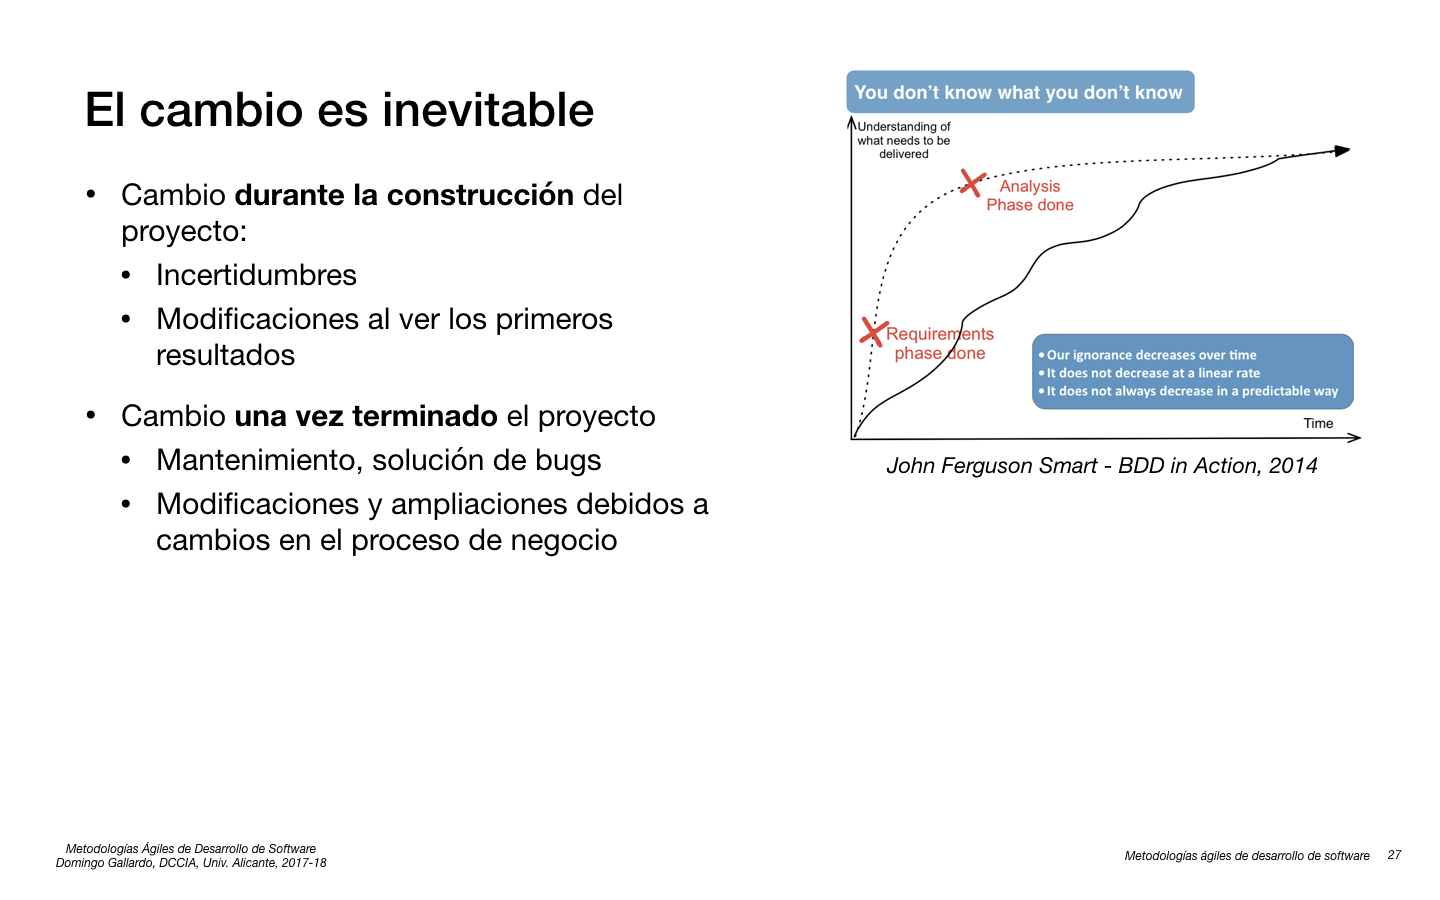 El cambio es inevitable
• Cambio durante la construcción del
proyecto:
• Incertidumbres
• Modificaciones al ver los primeros
resultados
• Cambio una vez terminado el proyecto
• Mantenimiento, solución de bugs
• Modificaciones y ampliaciones debidos a
cambios en el proceso de negocio
You don't know what you don't know
Understanding of
what needs to be
delivered
Analysis
Phase done
Requirements
phase done
• Our ignorance decreases over time
• It does not decrease at a linear rate
• It does not always decrease in a predictable way
Time
John Ferguson Smart - BDD in Action, 2014
Metodologías Ágiles de Desarrollo de Software
Domingo Gallardo, DCCIA, Univ. Alicante, 2017-18
Metodologías ágiles de desarrollo de software 27